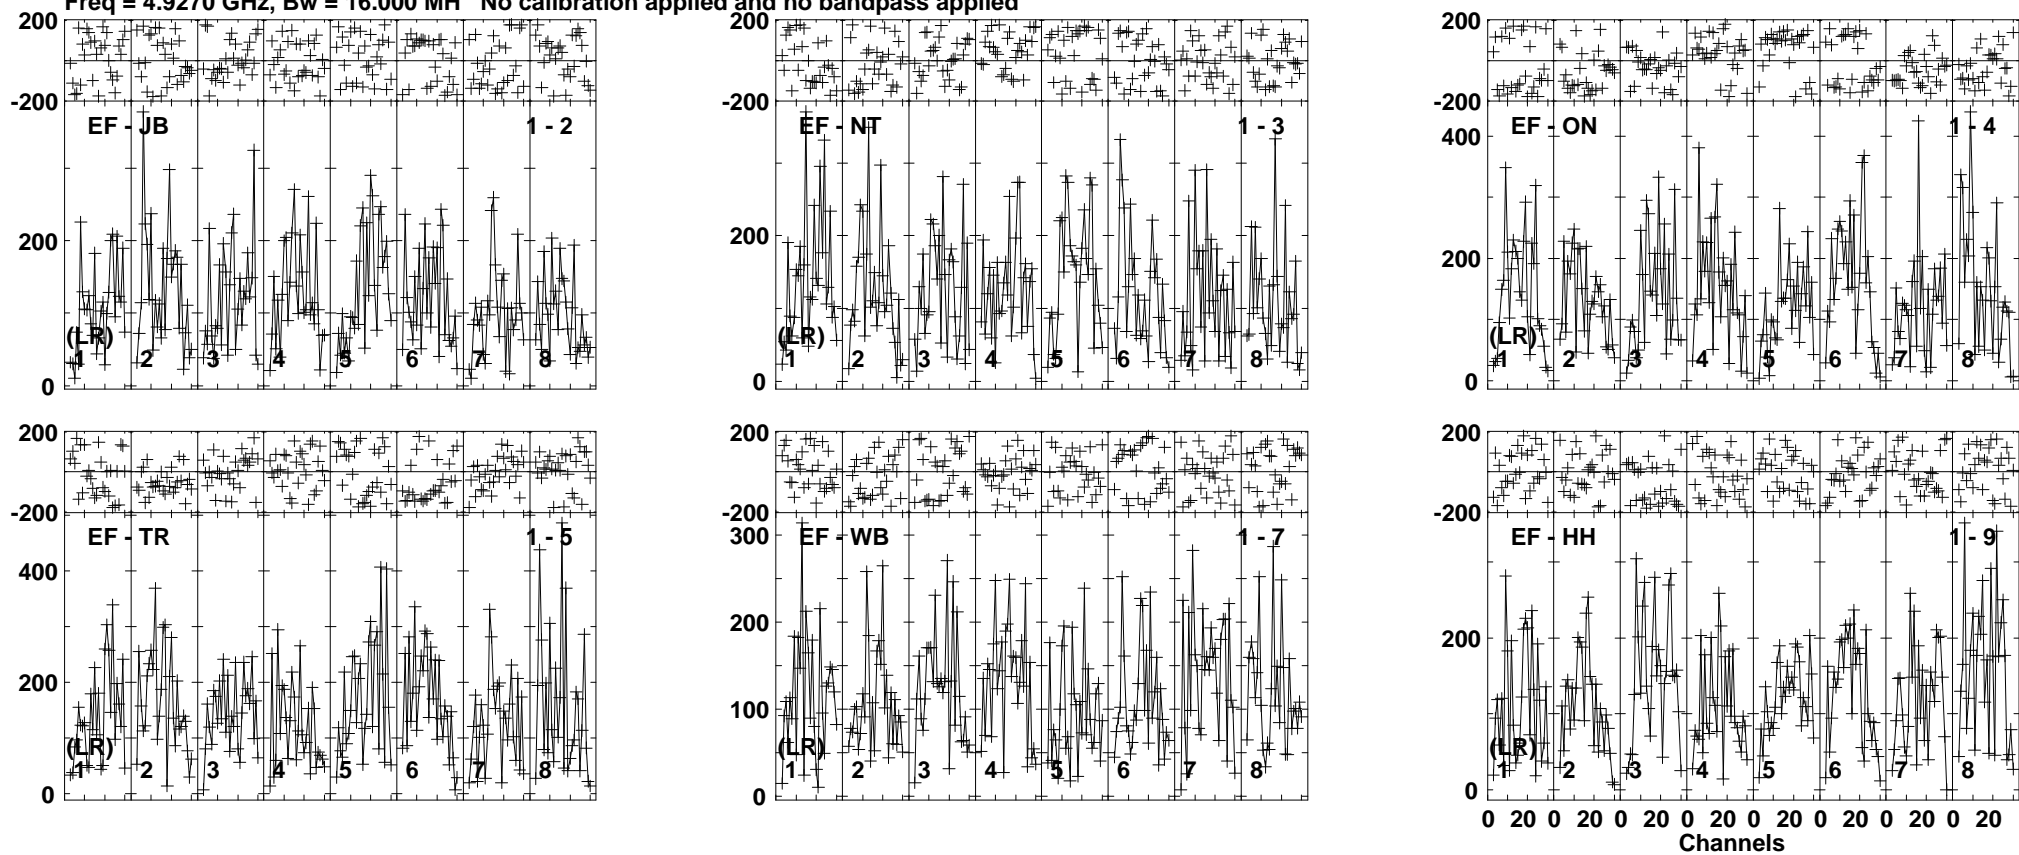 Freq = 4.9270 GHz, Bw = 16.000 MH No calibration applied and no bandpass applied
200
-200
EF - JB 1 - 2
200
0
(LR)
1 2 3 4 5 6 7 8
200
-200
EF - NT 1 - 3
200
0
(LR)
1 2 3 4 5 6 7 8
200
-200
EF - ON 1 - 4
400
200
0
(LR)
1 2 3 4 5 6 7 8
200
-200
EF - TR 1 - 5
400
200
0
(LR)
1 2 3 4 5 6 7 8
200
-200
EF - WB 1 - 7
300
200
100
0
(LR)
1 2 3 4 5 6 7 8
200
-200
EF - HH 1 - 9
200
0
(LR)
1 2 3 4 5 6 7 8
0 20 0 20 0 20 0 20 0 20 0 20 0 20 0 20
Channels